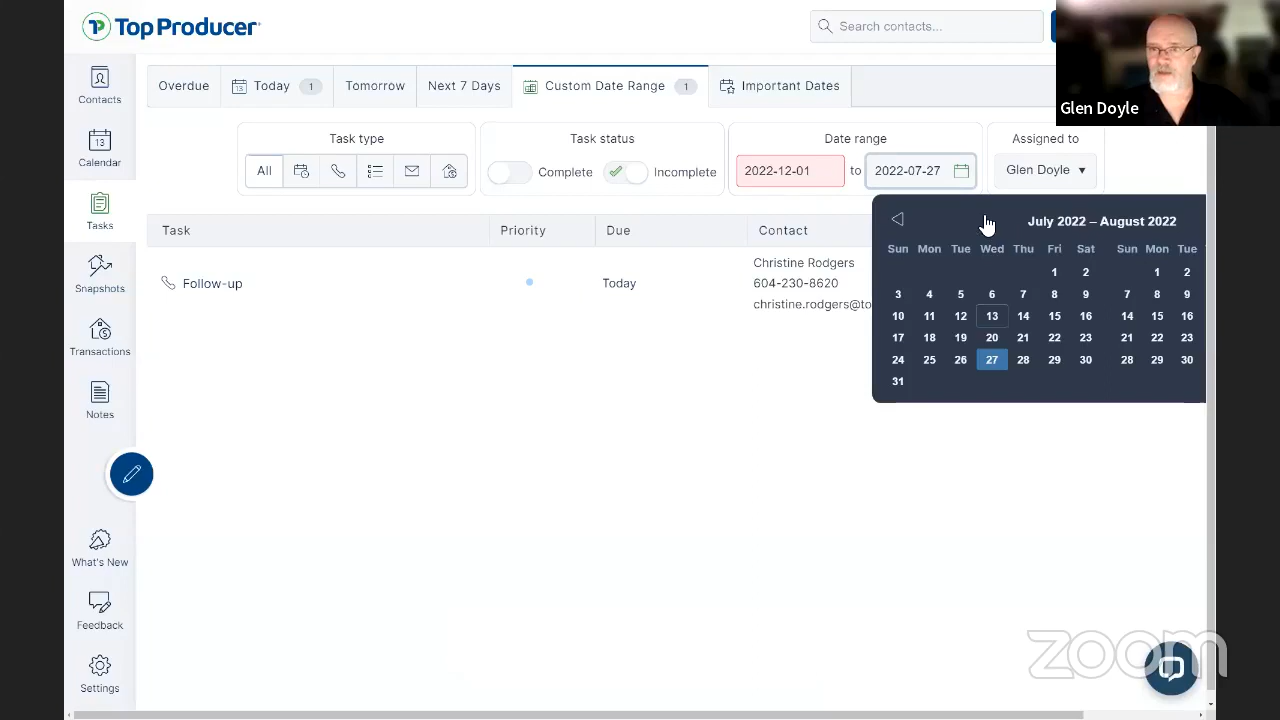 Top Producer®
Search contacts...
Glen Doyle
Contacts
13
Calendar
Tasks
Snapshots
Transactions
Notes
What's New
Feedback
Settings
Overdue
13 Today 1
Tomorrow
Next 7 Days
Custom Date Range 1
Important Dates
Task type
All
Task status
Complete
Incomplete
Date range
2022-12-01 to 2022-07-27
Assigned to
Glen Doyle
Task Priority Due Contact
Follow-up
Today
Christine Rodgers
604-230-8620
christine.rodgers@to
July 2022 – August 2022
Sun Mon Tue Wed Thu Fri Sat Sun Mon Tue
1 2 1 2
3 4 5 6 7 8 9 7 8 9
10 11 12 13 14 15 16 14 15 16
17 18 19 20 21 22 23 21 22 23
24 25 26 27 28 29 30 28 29 30
31
zoom